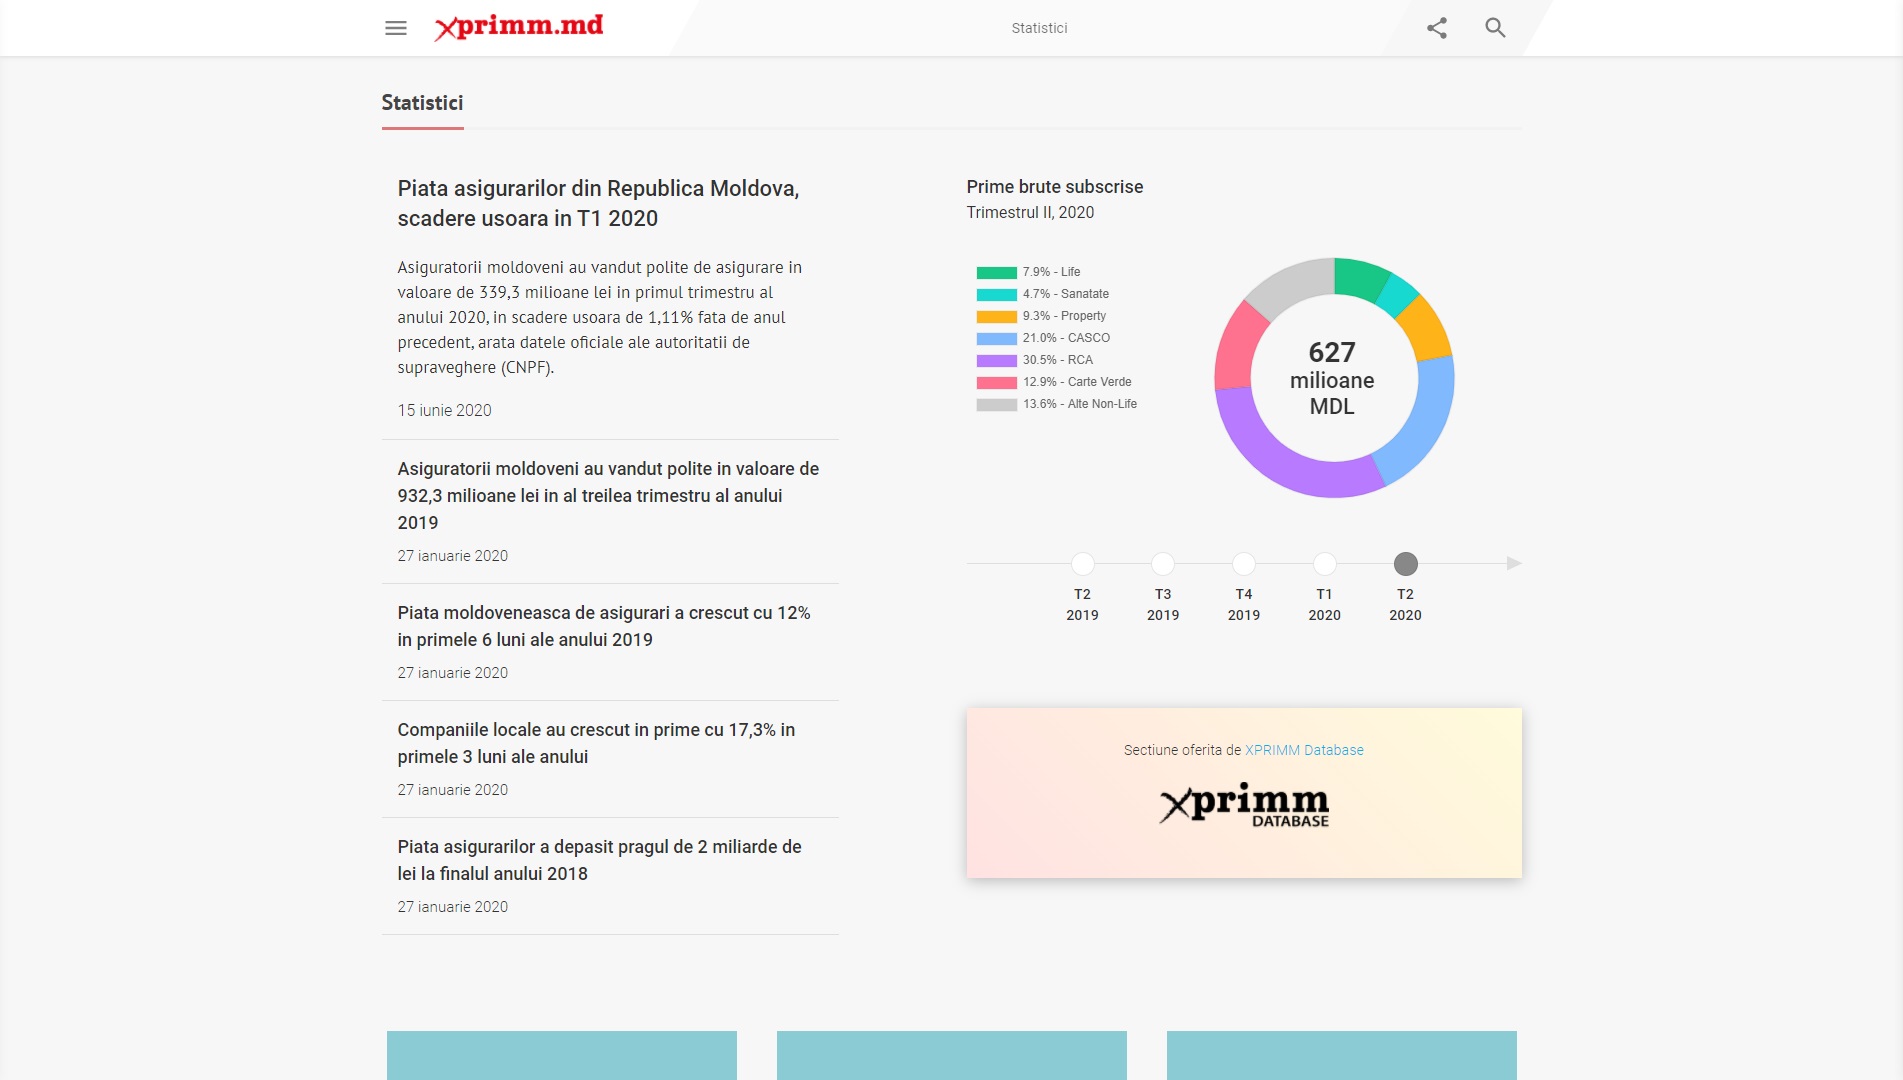 xprimm.md
Statistici
Statistici
Piata asigurarilor din Republica Moldova,
scadere usoara in T1 2020
Asiguratorii moldoveni au vandut polite de asigurare in
valoare de 339,3 milioane lei in primul trimestru al
anului 2020, in scadere usoara de 1,11% fata de anul
precedent, arata datele oficiale ale autoritatii de
supraveghere (CNPF).
15 iunie 2020
Asiguratorii moldoveni au vandut polite in valoare de
932,3 milioane lei in al treilea trimestru al anului
2019
27 ianuarie 2020
Piata moldoveneasca de asigurari a crescut cu 12%
in primele 6 luni ale anului 2019
27 ianuarie 2020
Companiile locale au crescut in prime cu 17,3% in
primele 3 luni ale anului
27 ianuarie 2020
Piata asigurarilor a depasit pragul de 2 miliarde de
lei la finalul anului 2018
27 ianuarie 2020
Prime brute subscrise
Trimestrul II, 2020
7.9% - Life
4.7% - Sanatate
9.3% - Property
21.0% - CASCO
30.5% - RCA
12.9% - Carte Verde
13.6% - Alte Non-Life
627
milioane
MDL
T2 T3 T4 T1 T2
2019 2019 2019 2020 2020
Sectiune oferita de XPRIMM Database
xprimm
DATABASE